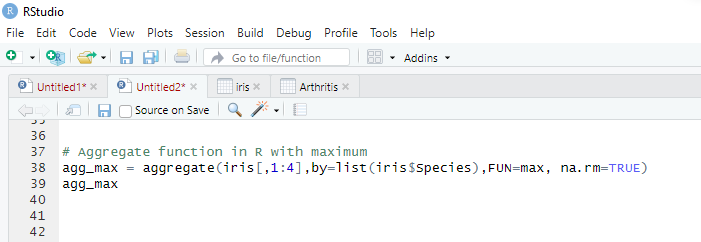 RStudio
File Edit Code View Plots Session Build Debug Profile Tools Help
Go to file/function Addins
Untitled1* Untitled2* iris Arthritis
Source on Save
35
36
37 # Aggregate function in R with maximum
38 agg_max = aggregate(iris[,1:4],by=list(iris$Species),FUN=max, na.rm=TRUE)
39 agg_max
40
41
42